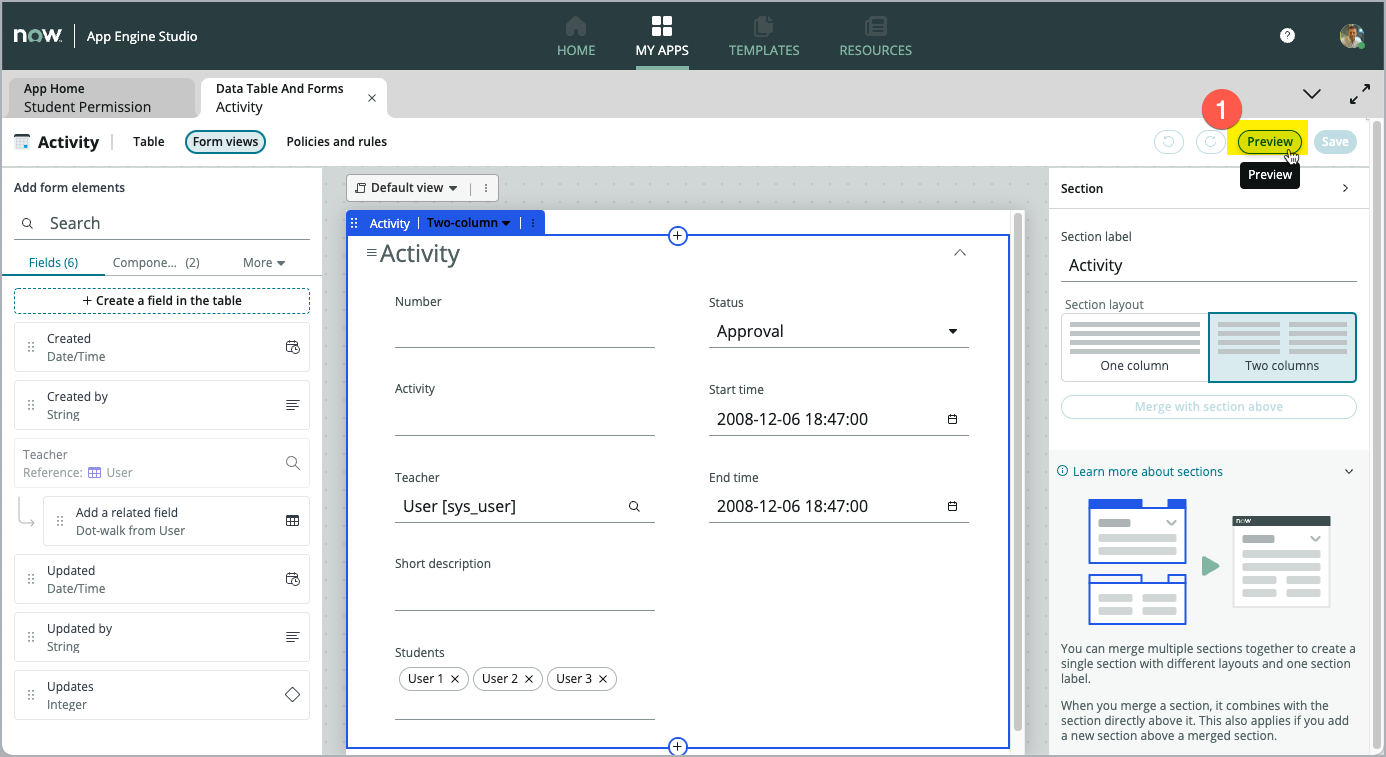 now
App Engine Studio
HOME
MY APPS
TEMPLATES
RESOURCES
?
App Home
Student Permission
Data Table And Forms
Activity
1
Activity
Table
Form views
Policies and rules
Preview
Save
Preview
Add form elements
Search
Fields (6)
Compone... (2)
More
+ Create a field in the table
Created
Date/Time
Created by
String
Teacher
Reference: User
Add a related field
Dot-walk from User
Updated
Date/Time
Updated by
String
Updates
Integer
Default view
Activity
Two-column
Activity
Number
Status
Approval
Activity
Start time
2008-12-06 18:47:00
Teacher
User [sys_user]
End time
2008-12-06 18:47:00
Short description
Students
User 1
User 2
User 3
Section
Section label
Activity
Section layout
One column
Two columns
Merge with section above
Learn more about sections
now
You can merge multiple sections together to create a
single section with different layouts and one section
label.
When you merge a section, it combines with the
section directly above it. This also applies if you add
a new section above a merged section.